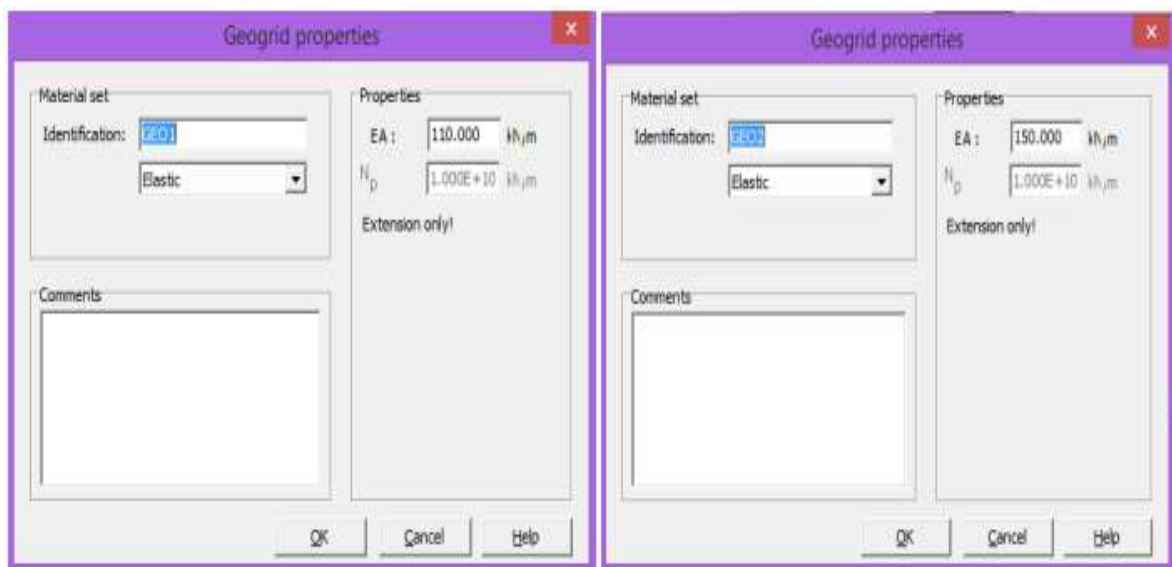 Geogrid properties
x
Material set
Identification: GEO1
Elastic
Properties
EA : 110.000 kN/m
Np 1.000E+10 kN/m
Extension only!
Comments
OK
Cancel
Help
Geogrid properties
x
Material set
Identification: GEO2
Elastic
Properties
EA : 150.000 kN/m
Np 1.000E+10 kN/m
Extension only!
Comments
OK
Cancel
Help